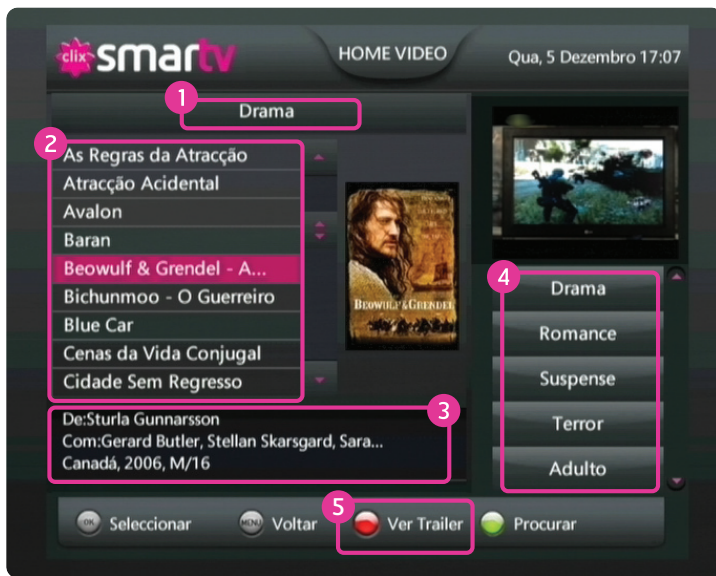 clix smartv
HOME VIDEO
Qua, 5 Dezembro 17:07
1
Drama
2
As Regras da Atracção
Atracção Acidental
Avalon
Baran
Beowulf & Grendel - A...
Bichunmoo - O Guerreiro
Blue Car
Cenas da Vida Conjugal
Cidade Sem Regresso
BEOWULF & GRENDEL
3
De:Sturla Gunnarsson
Com:Gerard Butler, Stellan Skarsgard, Sara...
Canadá, 2006, M/16
4
Drama
Romance
Suspense
Terror
Adulto
OK Seleccionar
MENU Voltar
5
Ver Trailer
Procurar